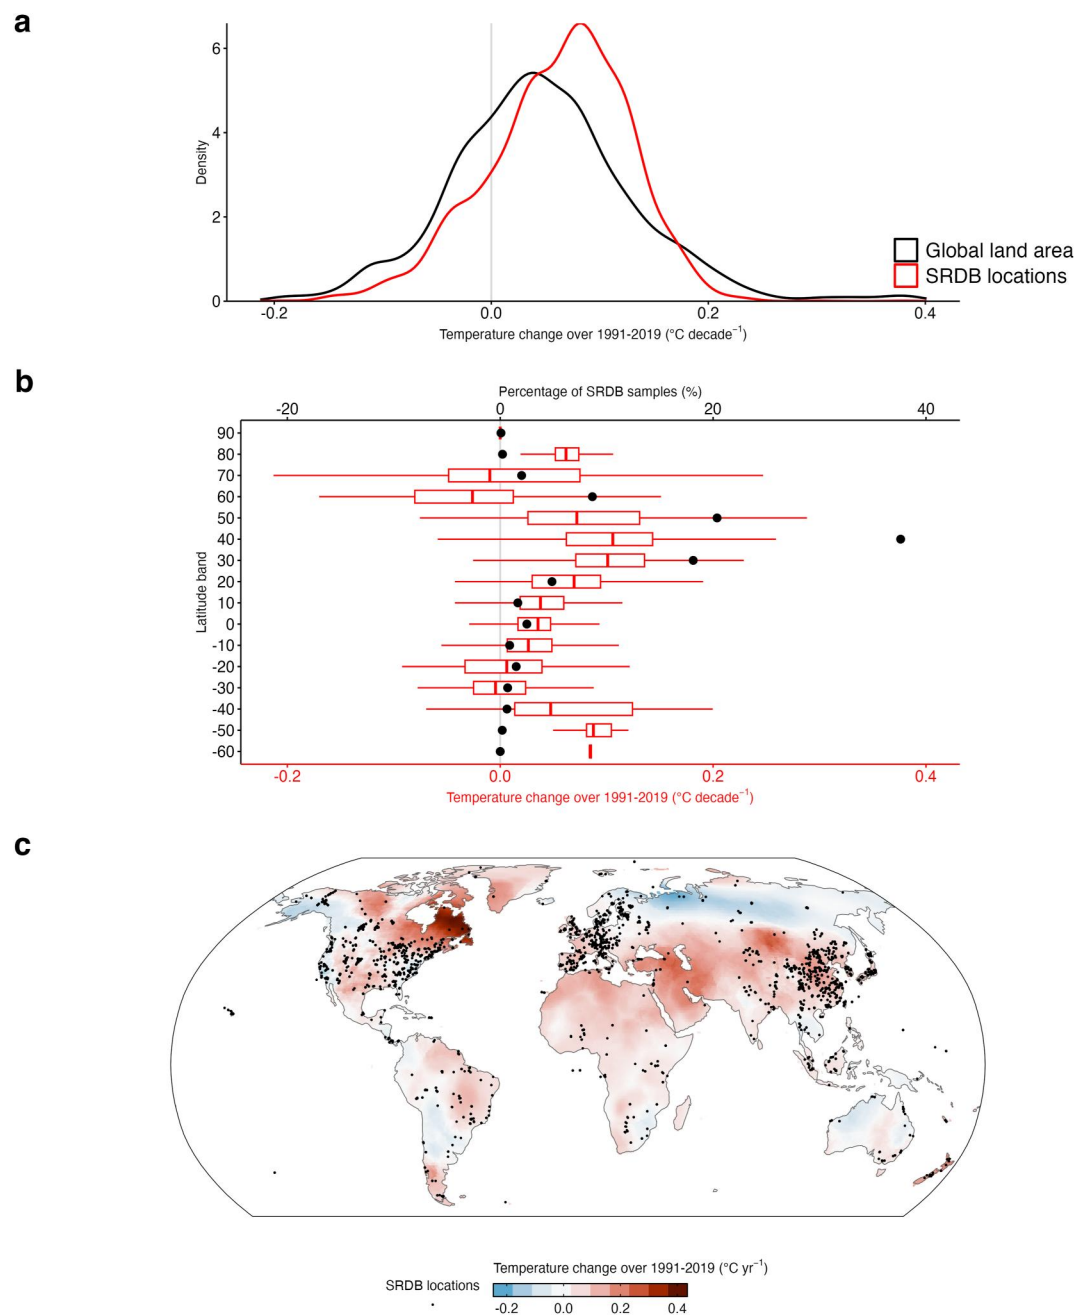 a
6
4
2
0
Density
-0.2 0.0 0.2 0.4
Temperature change over 1991-2019 (°C decade⁻¹)
Global land area
SRDB locations
b
Percentage of SRDB samples (%)
-20 0 20 40
Latitude band
90
80
70
60
50
40
30
20
10
0
-10
-20
-30
-40
-50
-60
-0.2 0.0 0.2 0.4
Temperature change over 1991-2019 (°C decade⁻¹)
c
Temperature change over 1991-2019 (°C yr⁻¹)
SRDB locations
-0.2 0.0 0.2 0.4